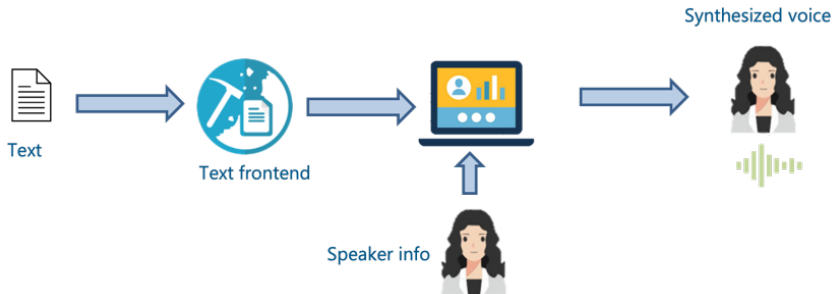 Synthesized voice
Text
Text frontend
Speaker info